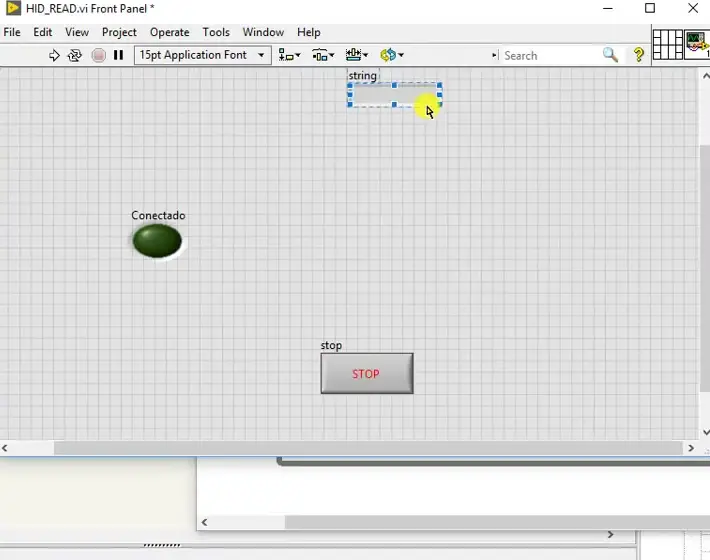 HID_READ.vi Front Panel *
File Edit View Project Operate Tools Window Help
15pt Application Font
Search
?
1
string
Conectado
stop
STOP